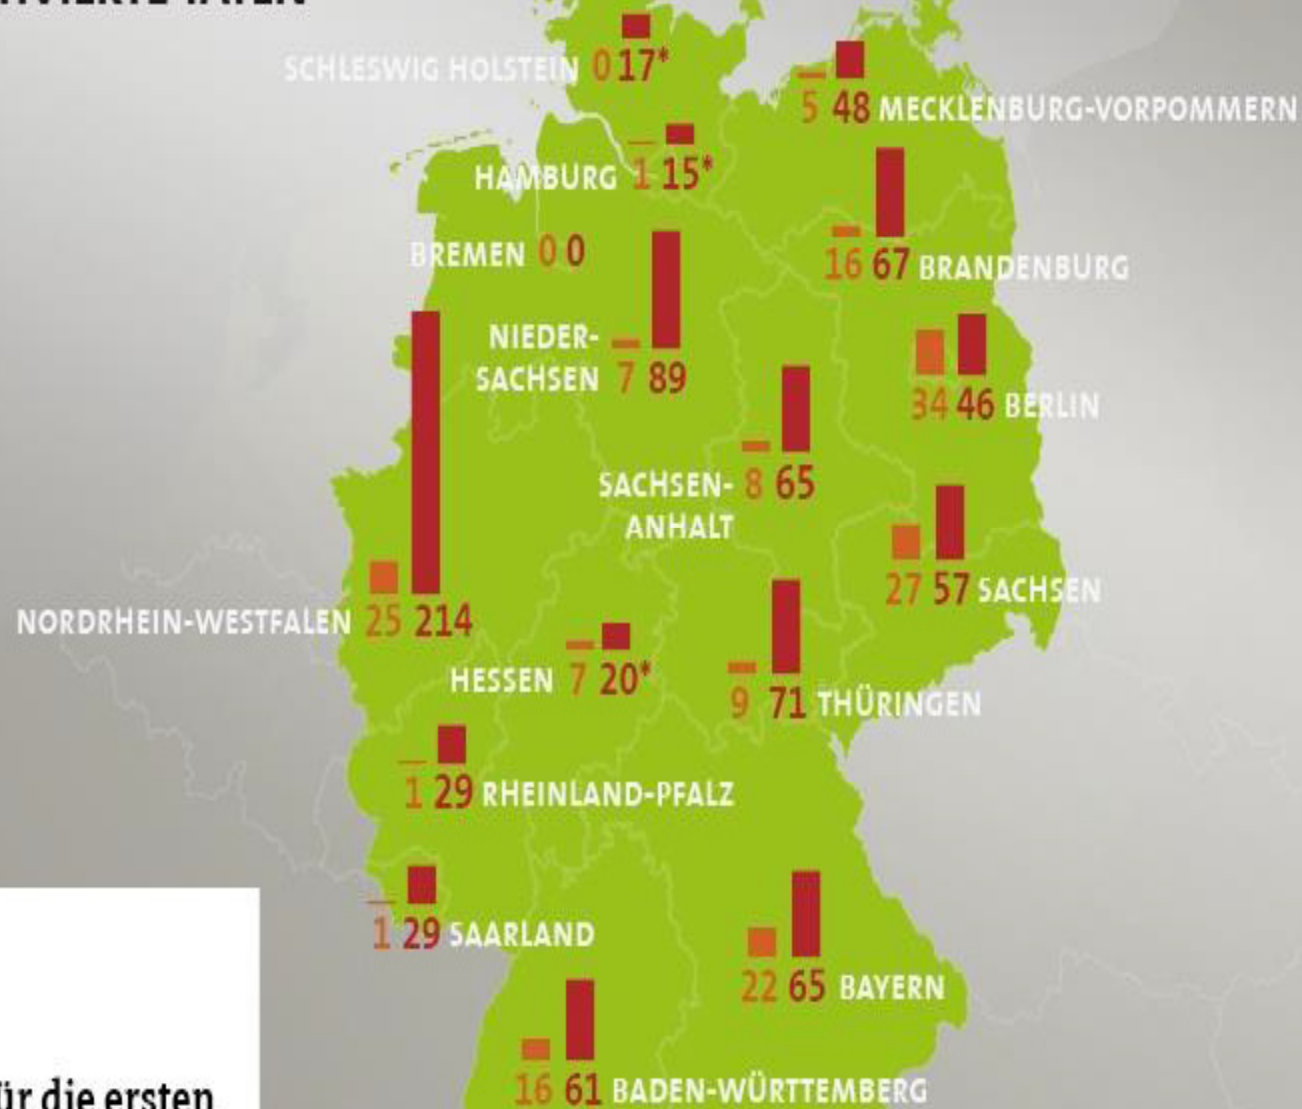 SCHLESWIG HOLSTEIN 0 17*
5 48 MECKLENBURG-VORPOMMERN
HAMBURG 1 15*
BREMEN 0 0
16 67 BRANDENBURG
NIEDER-
SACHSEN 7 89
34 46 BERLIN
SACHSEN- 8 65
ANHALT
27 57 SACHSEN
NORDRHEIN-WESTFALEN 25 214
HESSEN 7 20*
9 71 THÜRINGEN
1 29 RHEINLAND-PFALZ
1 29 SAARLAND
22 65 BAYERN
16 61 BADEN-WÜRTTEMBERG
die ersten